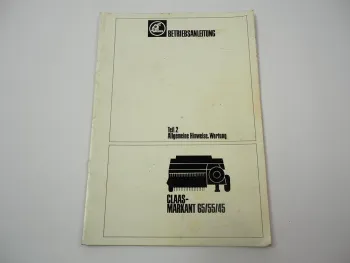 BETRIEBSANLEITUNG
Teil 2
Allgemeine Hinweise, Wartung
CLAAS-
MARKANT 65/55/45